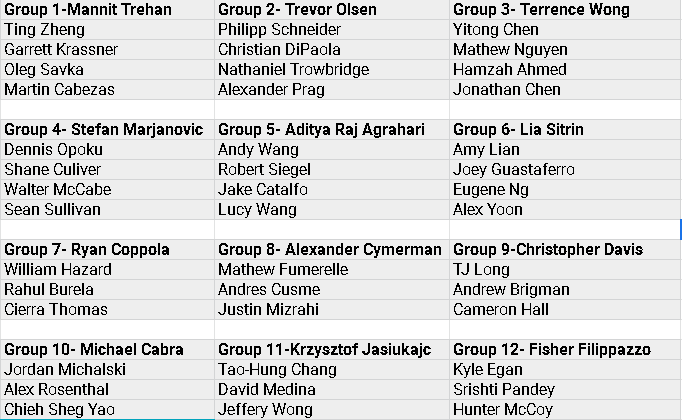 Group 1-Mannit Trehan Group 2- Trevor Olsen Group 3- Terrence Wong
Ting Zheng Philipp Schneider Yitong Chen
Garrett Krassner Christian DiPaola Mathew Nguyen
Oleg Savka Nathaniel Trowbridge Hamzah Ahmed
Martin Cabezas Alexander Prag Jonathan Chen
Group 4- Stefan Marjanovic Group 5- Aditya Raj Agrahari Group 6- Lia Sitrin
Dennis Opoku Andy Wang Amy Lian
Shane Culiver Robert Siegel Joey Guastaferro
Walter McCabe Jake Catalfo Eugene Ng
Sean Sullivan Lucy Wang Alex Yoon
Group 7- Ryan Coppola Group 8- Alexander Cymerman Group 9-Christopher Davis
William Hazard Mathew Fumerelle TJ Long
Rahul Burela Andres Cusme Andrew Brigman
Cierra Thomas Justin Mizrahi Cameron Hall
Group 10- Michael Cabra Group 11-Krzysztof Jasiukajc Group 12- Fisher Filippazzo
Jordan Michalski Tao-Hung Chang Kyle Egan
Alex Rosenthal David Medina Srishti Pandey
Chieh Sheg Yao Jeffery Wong Hunter McCoy